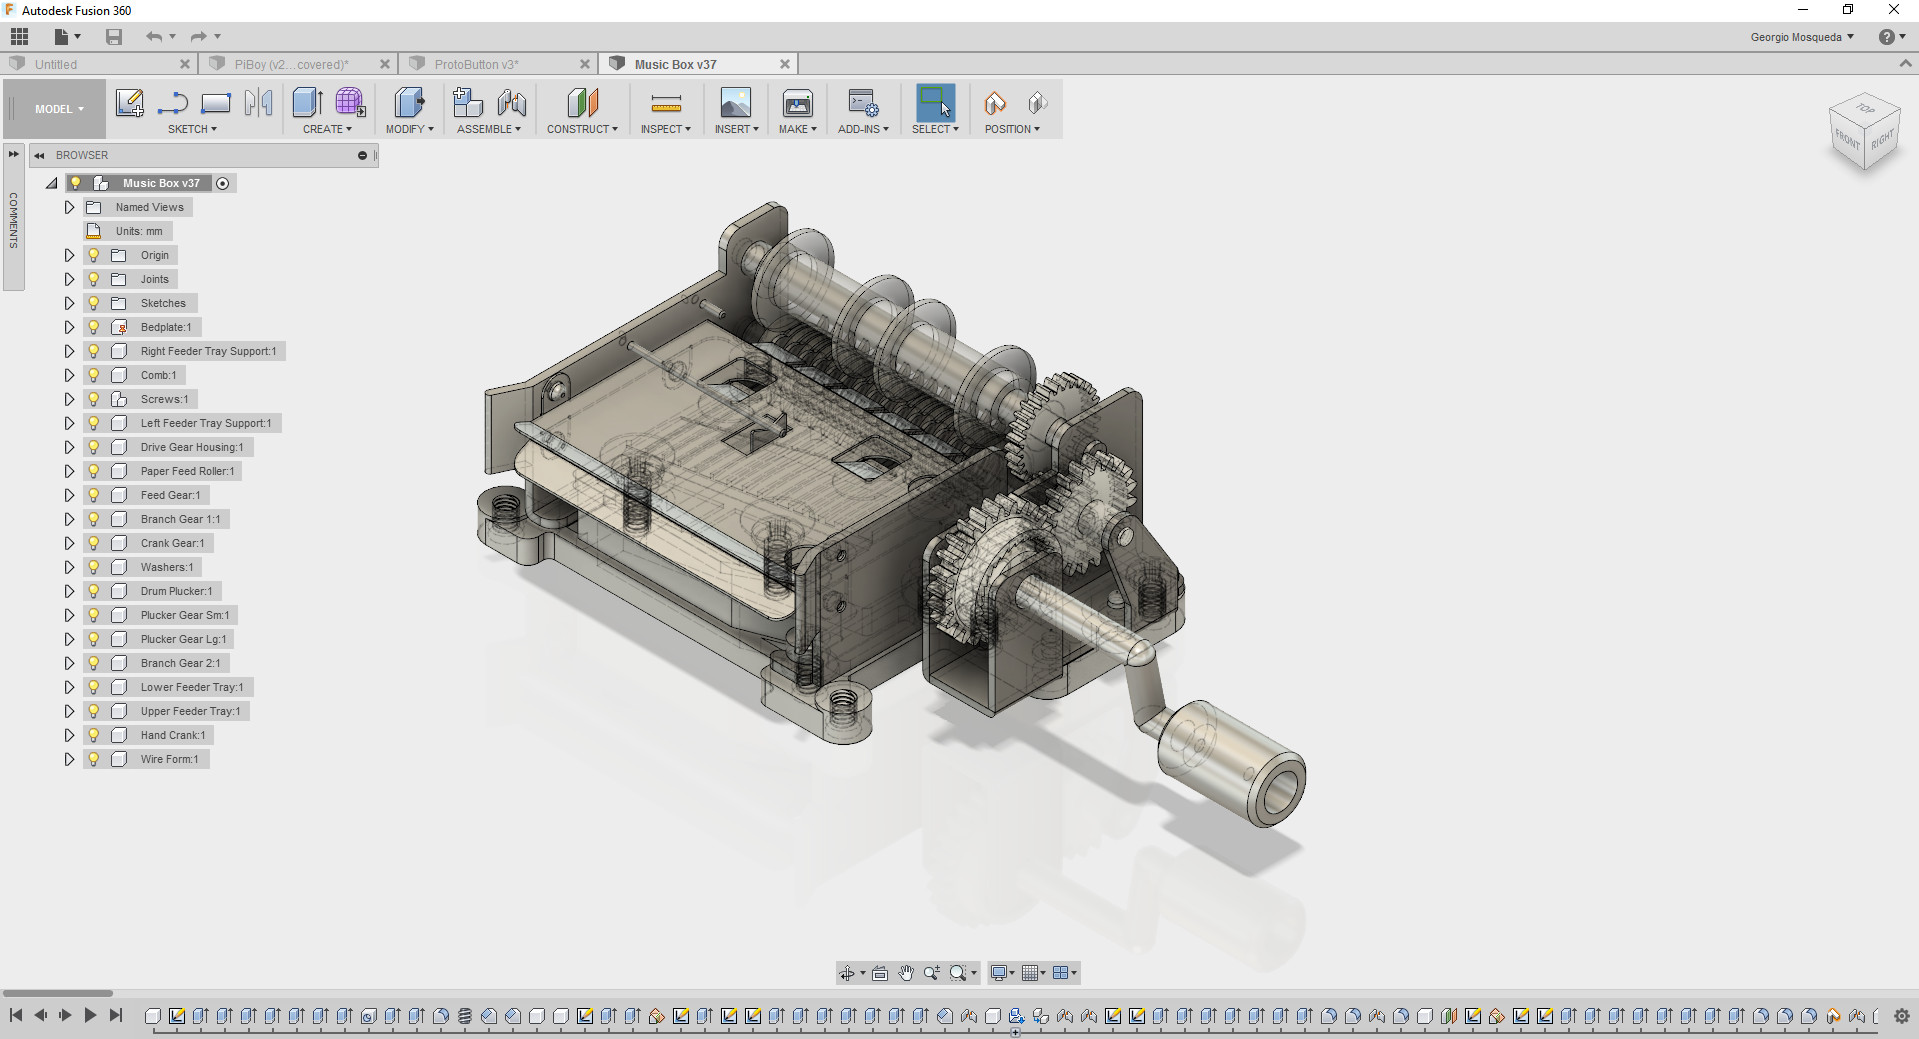 Autodesk Fusion 360
Georgio Mosqueda
Untitled
PiBoy (v2...covered)*
ProtoButton v3*
Music Box v37
MODEL
SKETCH
CREATE
MODIFY
ASSEMBLE
CONSTRUCT
INSPECT
INSERT
MAKE
ADD-INS
SELECT
POSITION
TOP
FRONT
RIGHT
COMMENTS
BROWSER
Music Box v37
Named Views
Units: mm
Origin
Joints
Sketches
Bedplate:1
Right Feeder Tray Support:1
Comb:1
Screws:1
Left Feeder Tray Support:1
Drive Gear Housing:1
Paper Feed Roller:1
Feed Gear:1
Branch Gear 1:1
Crank Gear:1
Washers:1
Drum Plucker:1
Plucker Gear Sm:1
Plucker Gear Lg:1
Branch Gear 2:1
Lower Feeder Tray:1
Upper Feeder Tray:1
Hand Crank:1
Wire Form:1